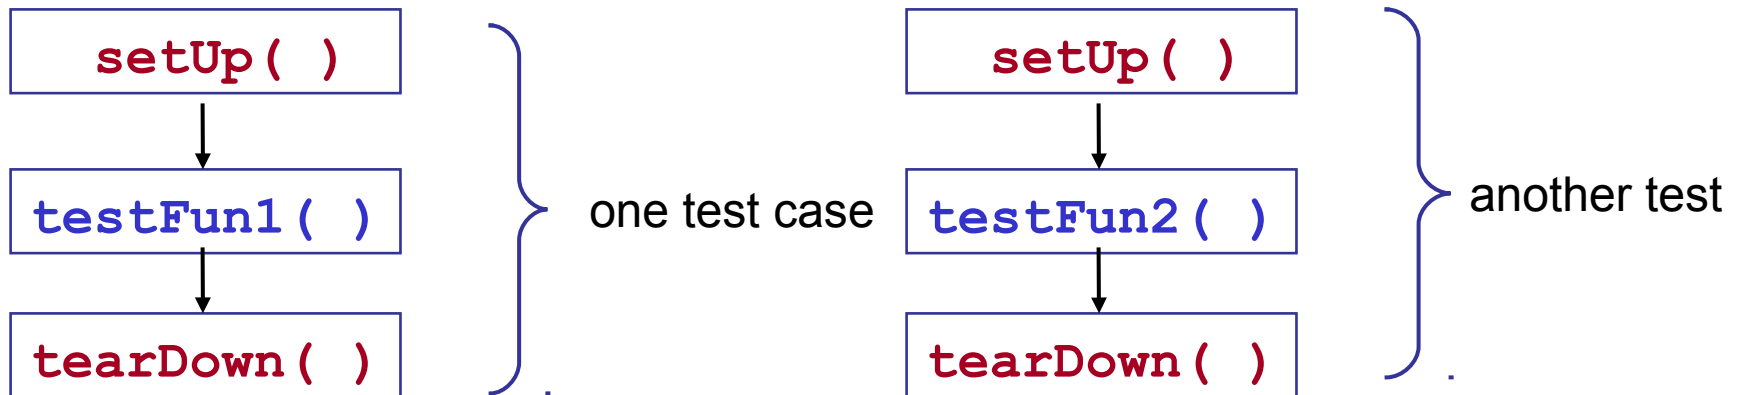 setUp( )
testFun1( )
tearDown( )
one test case
setUp( )
testFun2( )
tearDown( )
another test